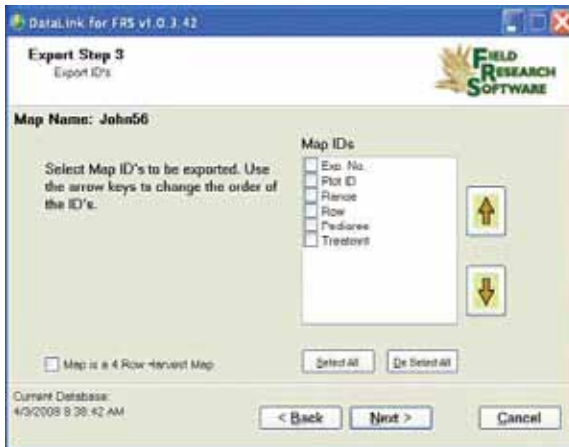 DataLink for FRS v1.0.3.42
Export Step 3
Export ID's
FIELD
RESEARCH
SOFTWARE
Map Name: John56
Map IDs
Select Map ID's to be exported. Use
the arrow keys to change the order of
the ID's.
Exp. No.
Plot ID
Range
Row
Pedigree
Treatment
Map is a 4 Row Harvest Map
Select All
De Select All
Current Database:
4/3/2008 8:38:42 AM
< Back
Next >
Cancel